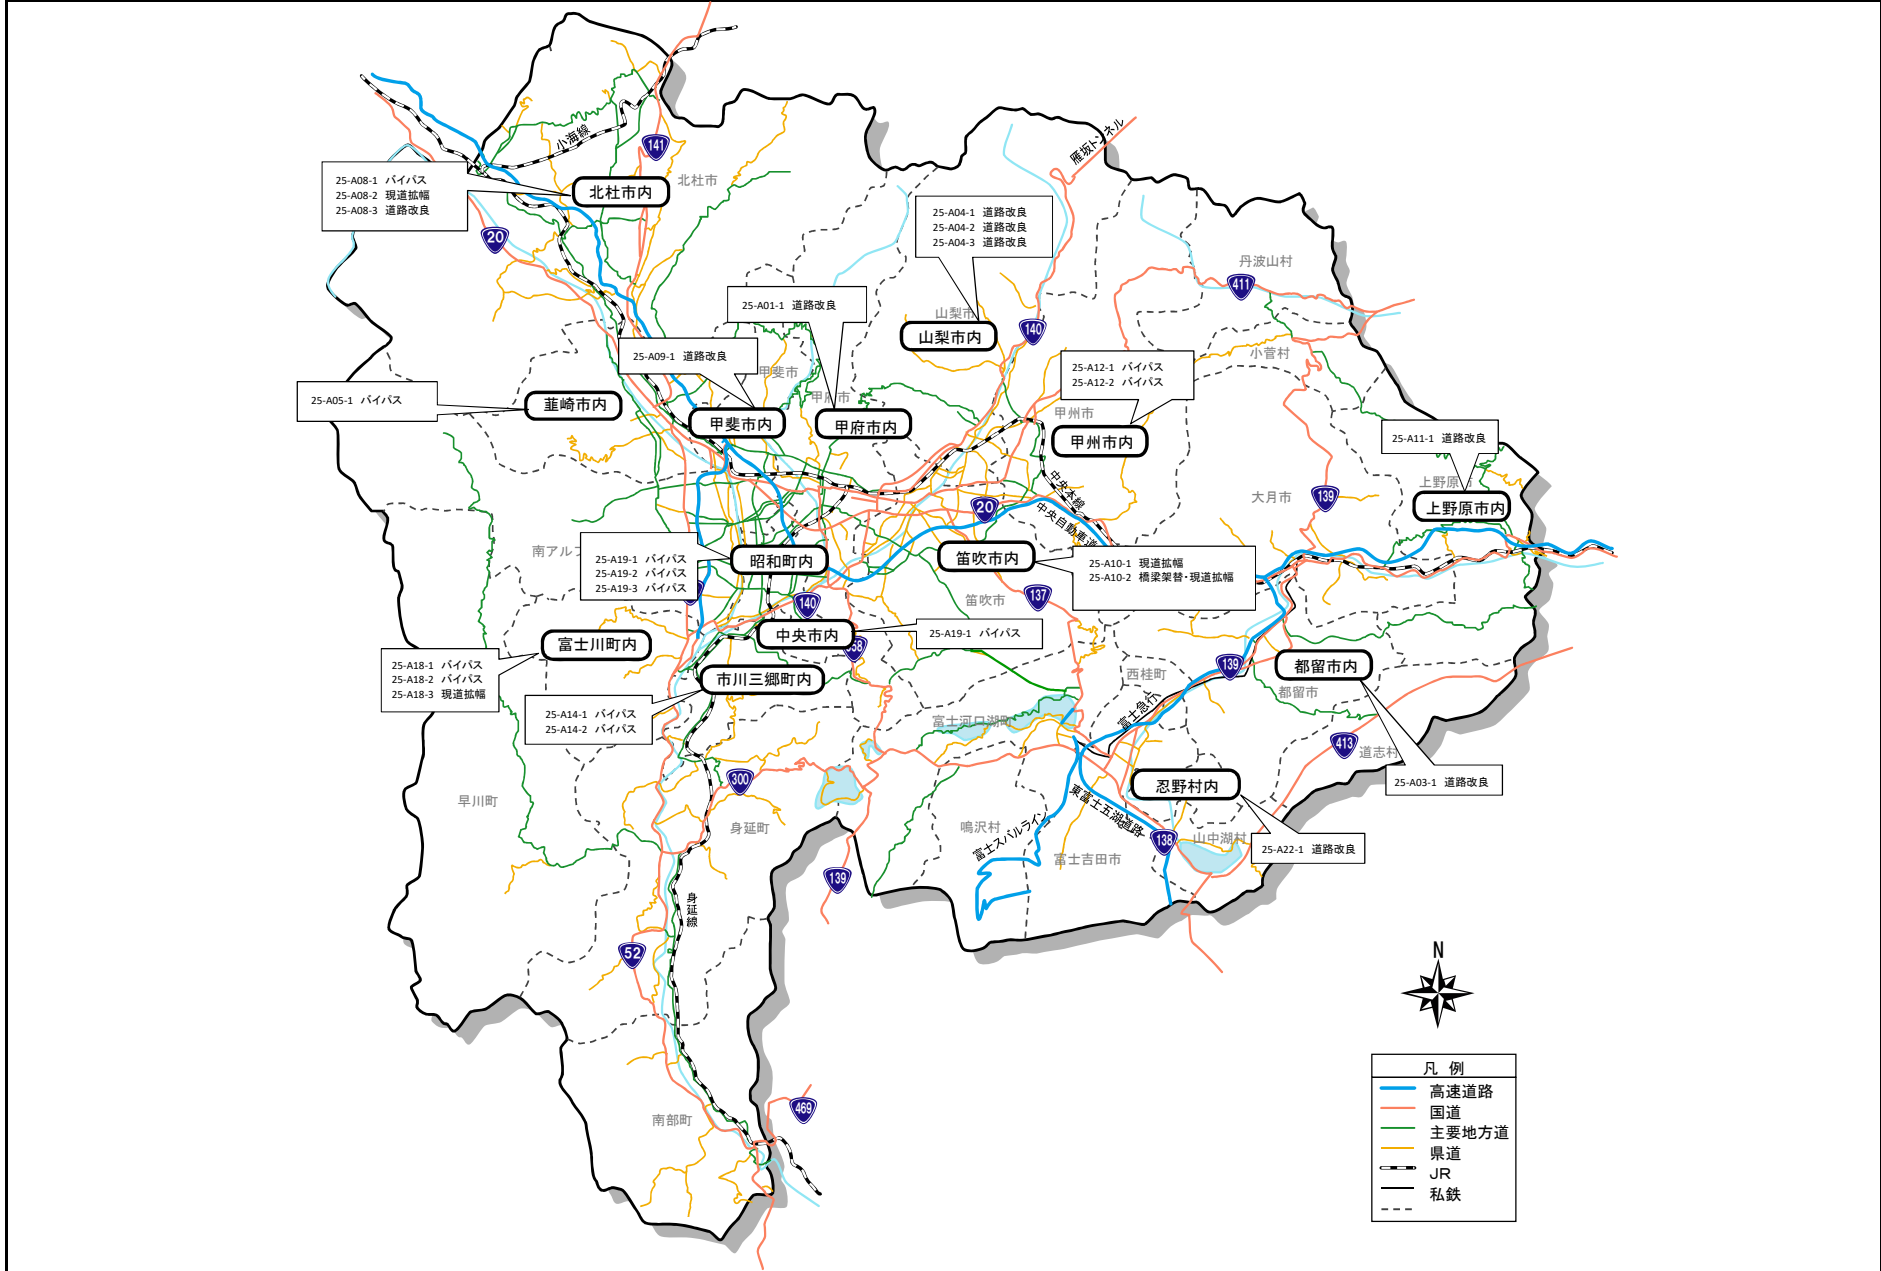 雁坂トンネル
小海線
141
25-A08-1 バイパス
25-A08-2 現道拡幅
25-A08-3 道路改良
北杜市内
北杜市
20
25-A04-1 道路改良
25-A04-2 道路改良
25-A04-3 道路改良
丹波山村
411
25-A01-1 道路改良
山梨市
山梨市内
140
25-A09-1 道路改良
甲斐市
小菅村
25-A12-1 バイパス
25-A12-2 バイパス
25-A05-1 バイパス
韮崎市内
甲府市
甲斐市内
甲府市内
甲州市
甲州市内
25-A11-1 道路改良
上野原
上野原市内
中央本線
大月市
139
20
中央自動車道
南アルプ
25-A19-1 バイパス
25-A19-2 バイパス
25-A19-3 バイパス
昭和町内
笛吹市内
25-A10-1 現道拡幅
25-A10-2 橋梁架替・現道拡幅
140
笛吹市
137
富士川町内
中央市内
25-A19-1 バイパス
25-A18-1 バイパス
25-A18-2 バイパス
25-A18-3 現道拡幅
市川三郷町内
西桂町
139
都留市内
都留市
25-A14-1 バイパス
25-A14-2 バイパス
富士河口湖町
富士急行
413
道志村
300
早川町
忍野村内
25-A03-1 道路改良
東富士五湖道路
身延町
鳴沢村
富士スバルライン
富士吉田市
138
山中湖村
25-A22-1 道路改良
139
身延線
52
N
469
南部町
凡 例
高速道路
国道
主要地方道
県道
JR
私鉄